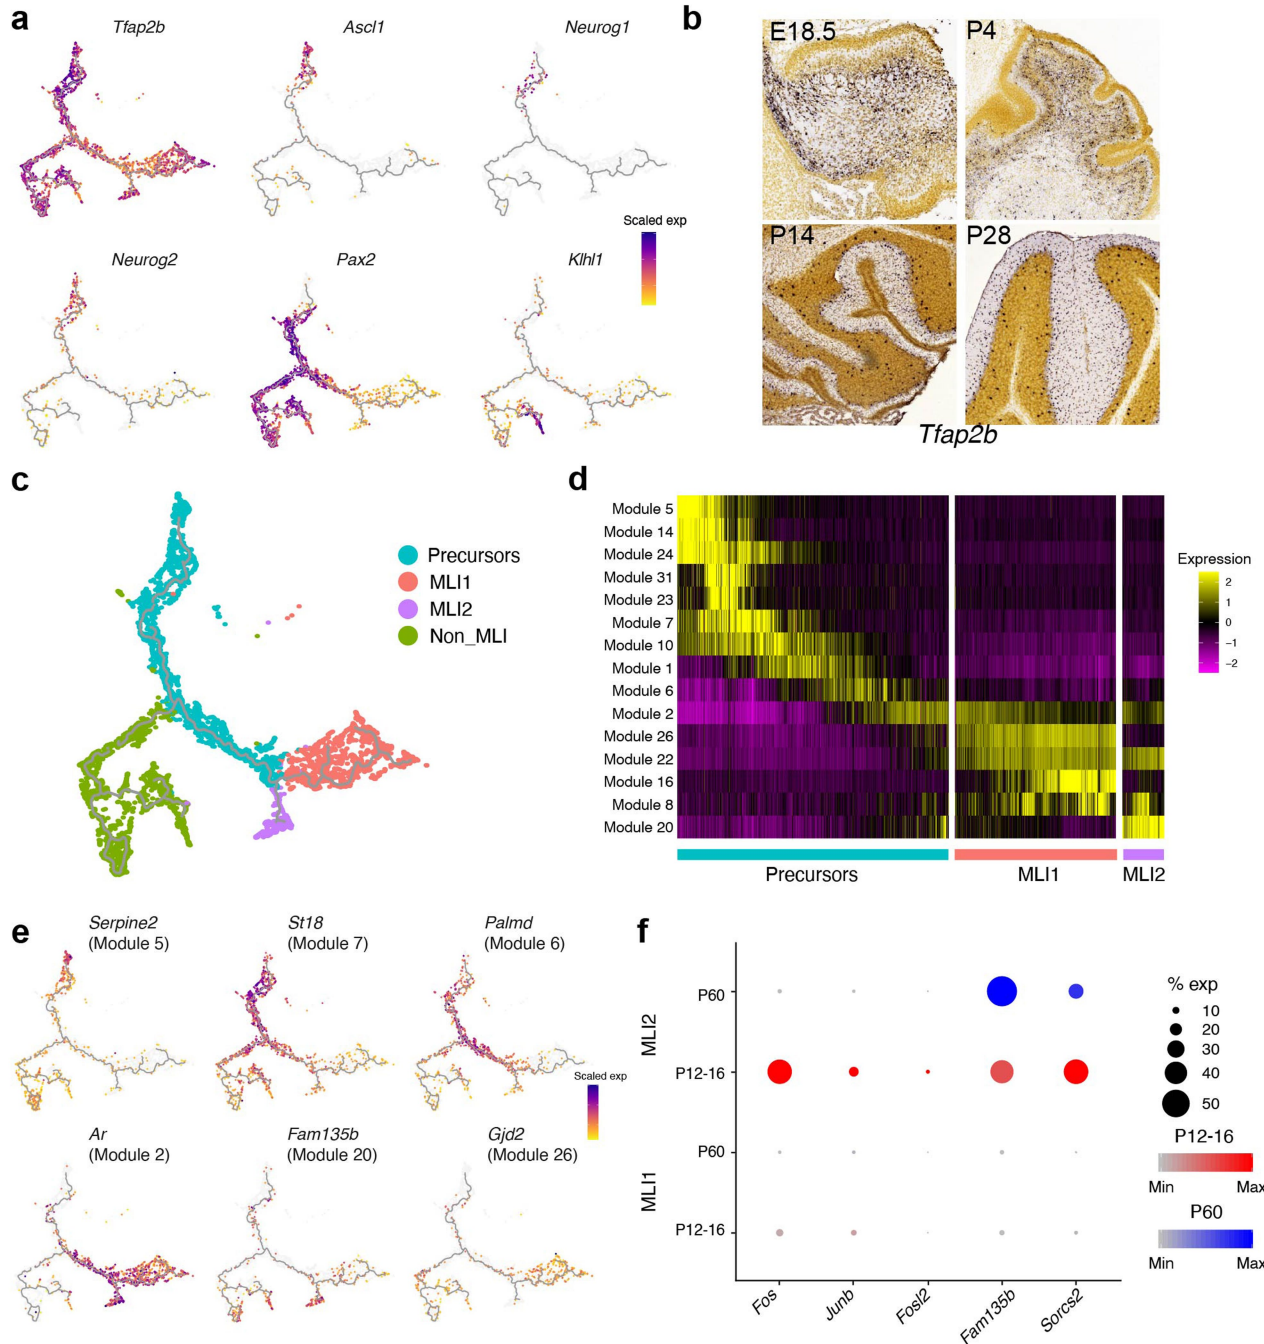 a
Tfap2b
Ascl1
Neurog1
Scaled exp
Neurog2
Pax2
Klhl1
b
E18.5
P4
P14
P28
Tfap2b
c
Precursors
MLI1
MLI2
Non_MLI
d
Module 5
Module 14
Module 24
Module 31
Module 23
Module 7
Module 10
Module 1
Module 6
Module 2
Module 26
Module 22
Module 16
Module 8
Module 20
Precursors
MLI1
MLI2
Expression
2
1
0
−1
−2
e
Serpine2
(Module 5)
St18
(Module 7)
Palmd
(Module 6)
Scaled exp
Ar
(Module 2)
Fam135b
(Module 20)
Gjd2
(Module 26)
f
MLI2
P60
P12-16
MLI1
P60
P12-16
Fos
Junb
Fosl2
Fam135b
Sorcs2
% exp
10
20
30
40
50
P12-16
Min Max
P60
Min Max